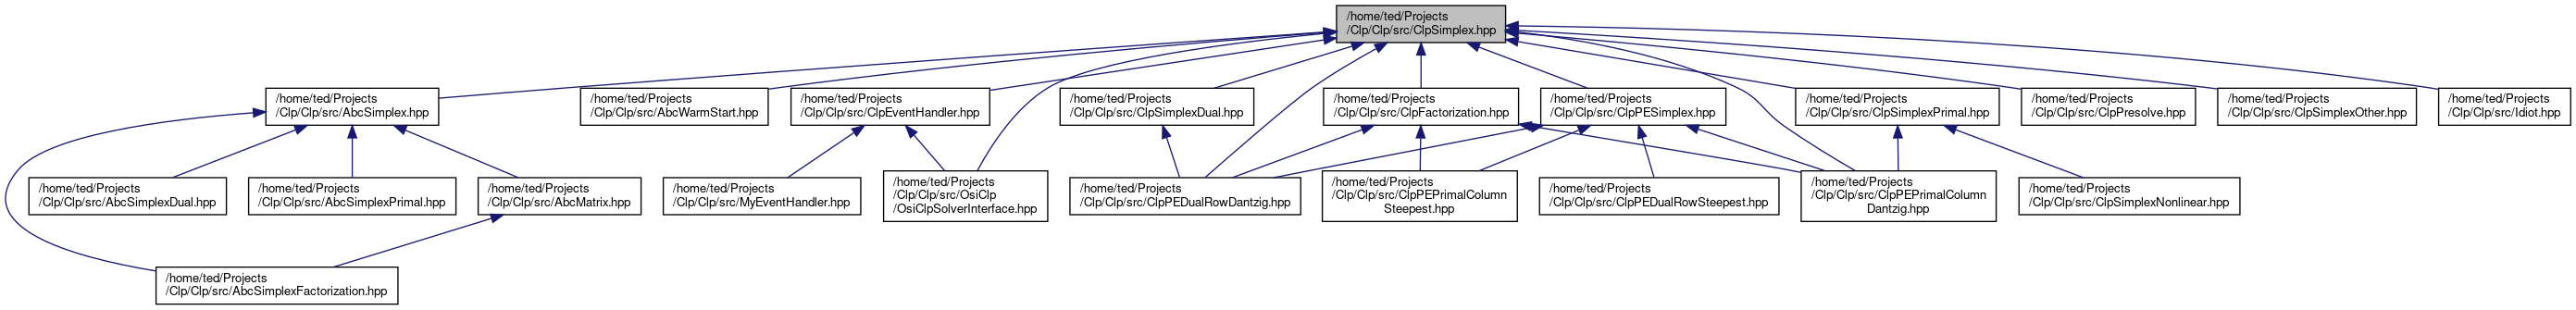 /home/ted/Projects
/Clp/Clp/src/ClpSimplex.hpp
/home/ted/Projects
/Clp/Clp/src/AbcSimplex.hpp
/home/ted/Projects
/Clp/Clp/src/AbcWarmStart.hpp
/home/ted/Projects
/Clp/Clp/src/ClpEventHandler.hpp
/home/ted/Projects
/Clp/Clp/src/ClpSimplexDual.hpp
/home/ted/Projects
/Clp/Clp/src/ClpFactorization.hpp
/home/ted/Projects
/Clp/Clp/src/ClpPESimplex.hpp
/home/ted/Projects
/Clp/Clp/src/ClpSimplexPrimal.hpp
/home/ted/Projects
/Clp/Clp/src/ClpPresolve.hpp
/home/ted/Projects
/Clp/Clp/src/ClpSimplexOther.hpp
/home/ted/Projects
/Clp/Clp/src/Idiot.hpp
/home/ted/Projects
/Clp/Clp/src/AbcSimplexDual.hpp
/home/ted/Projects
/Clp/Clp/src/AbcSimplexPrimal.hpp
/home/ted/Projects
/Clp/Clp/src/AbcMatrix.hpp
/home/ted/Projects
/Clp/Clp/src/MyEventHandler.hpp
/home/ted/Projects
/Clp/Clp/src/OsiClp
/OsiClpSolverInterface.hpp
/home/ted/Projects
/Clp/Clp/src/ClpPEDualRowDantzig.hpp
/home/ted/Projects
/Clp/Clp/src/ClpPEPrimalColumn
Steepest.hpp
/home/ted/Projects
/Clp/Clp/src/ClpPEDualRowSteepest.hpp
/home/ted/Projects
/Clp/Clp/src/ClpPEPrimalColumn
Dantzig.hpp
/home/ted/Projects
/Clp/Clp/src/ClpSimplexNonlinear.hpp
/home/ted/Projects
/Clp/Clp/src/AbcSimplexFactorization.hpp